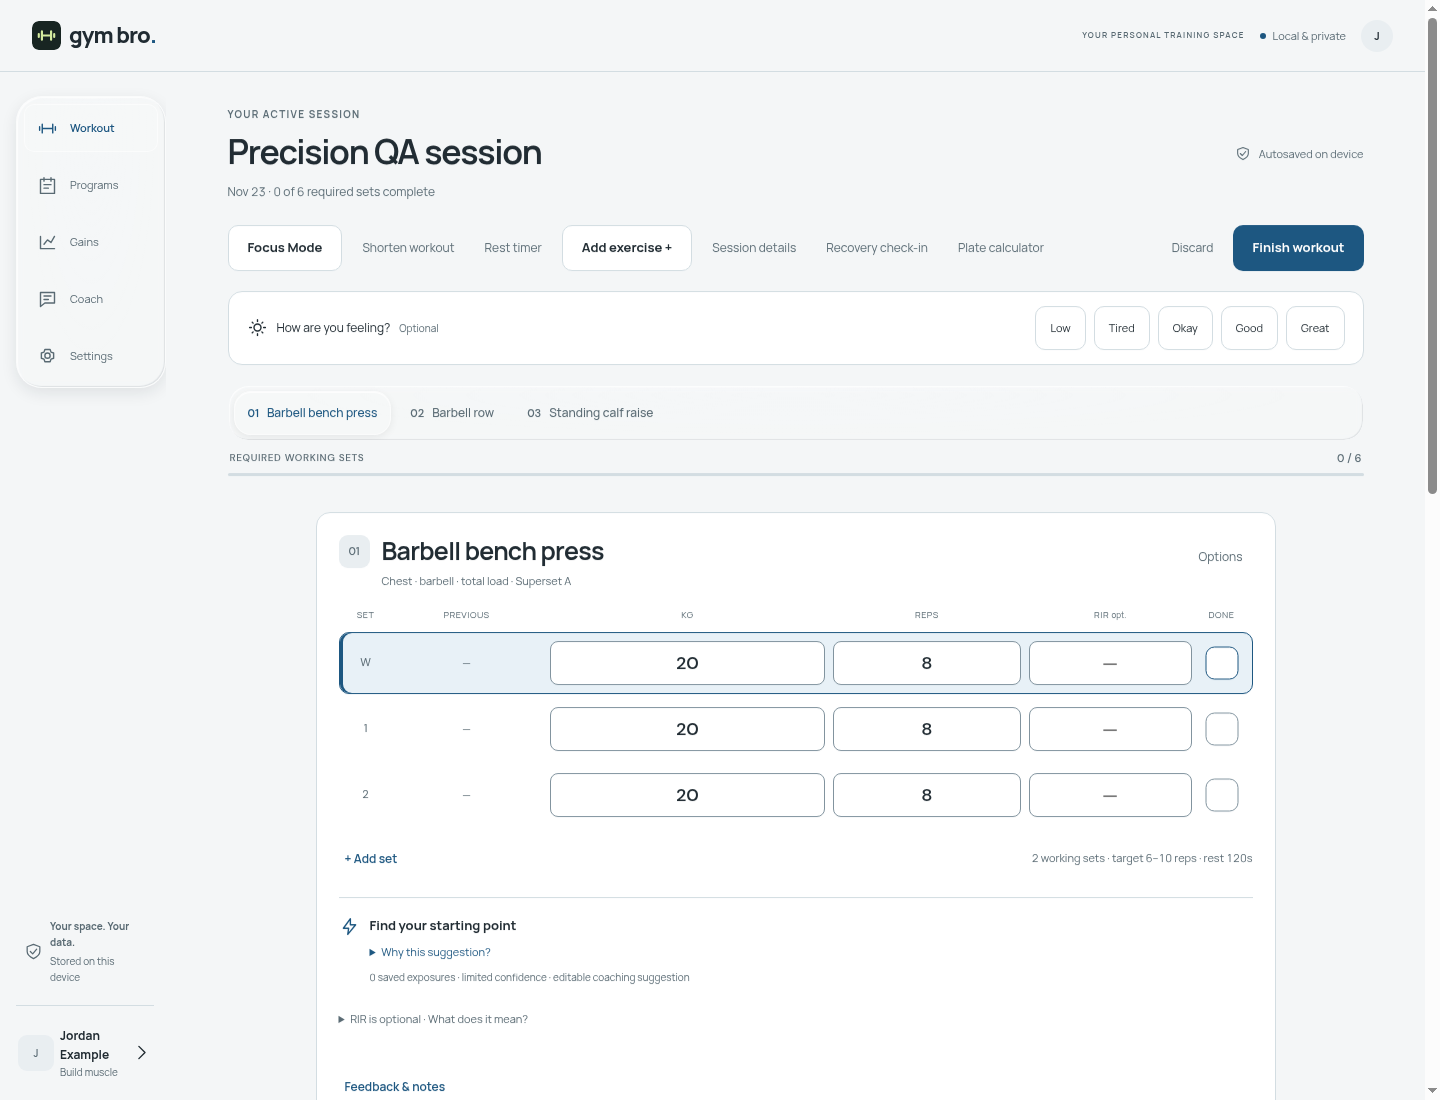 gym bro.
YOUR PERSONAL TRAINING SPACE
Local & private
J
Workout
Programs
Gains
Coach
Settings
YOUR ACTIVE SESSION
Precision QA session
Autosaved on device
Nov 23 · 0 of 6 required sets complete
Focus Mode
Shorten workout
Rest timer
Add exercise +
Session details
Recovery check-in
Plate calculator
Discard
Finish workout
How are you feeling? Optional
Low
Tired
Okay
Good
Great
01 Barbell bench press
02 Barbell row
03 Standing calf raise
REQUIRED WORKING SETS
0 / 6
01
Barbell bench press
Options
Chest · barbell · total load · Superset A
SET PREVIOUS KG REPS RIR opt. DONE
W – 20 8 —
1 – 20 8 —
2 – 20 8 —
+ Add set
2 working sets · target 6–10 reps · rest 120s
Find your starting point
Why this suggestion?
0 saved exposures · limited confidence · editable coaching suggestion
RIR is optional · What does it mean?
Feedback & notes
Your space. Your
data.
Stored on this
device
J
Jordan
Example
Build muscle